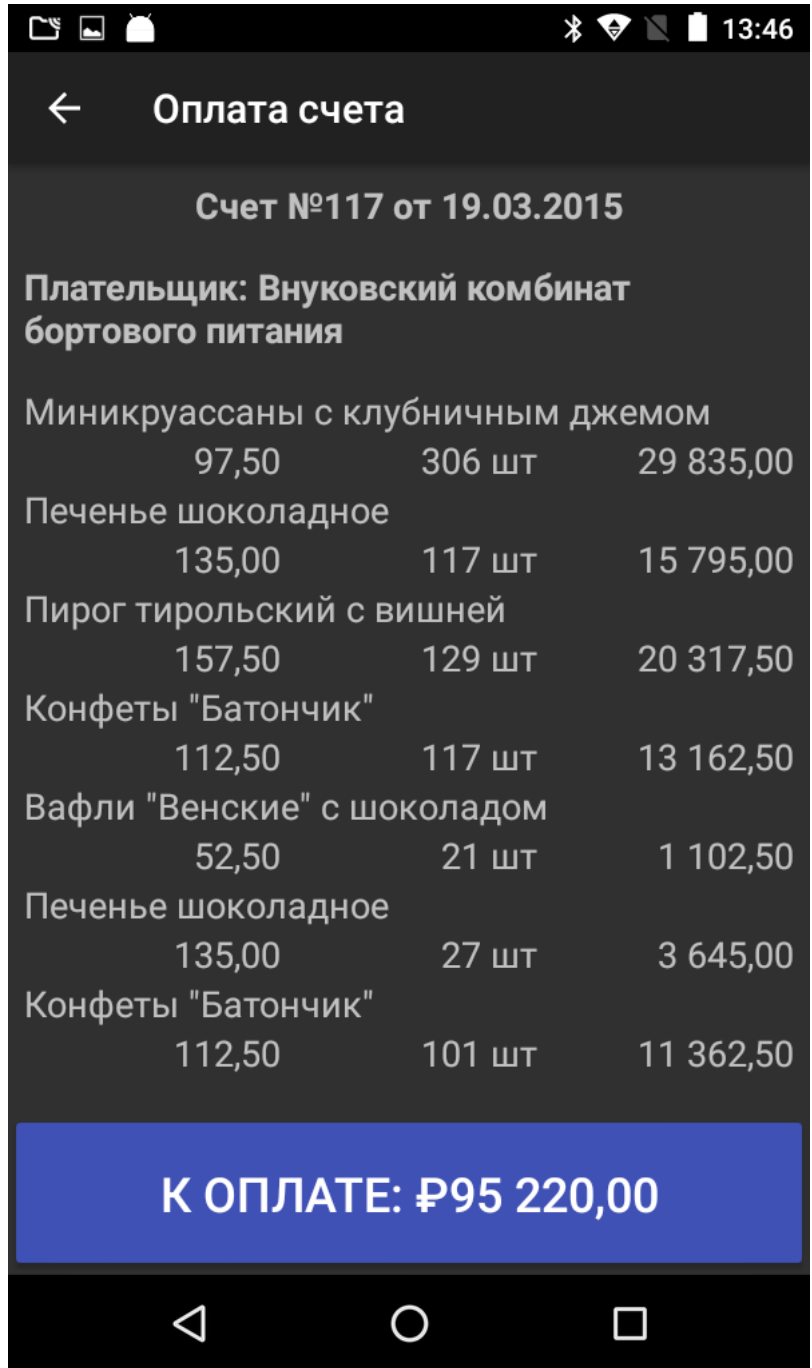 13:46
Оплата счета
Счет №117 от 19.03.2015
Плательщик: Внуковский комбинат
бортового питания
Миникруассаны с клубничным джемом
97,50 306 шт 29 835,00
Печенье шоколадное
135,00 117 шт 15 795,00
Пирог тирольский с вишней
157,50 129 шт 20 317,50
Конфеты "Батончик"
112,50 117 шт 13 162,50
Вафли "Венские" с шоколадом
52,50 21 шт 1 102,50
Печенье шоколадное
135,00 27 шт 3 645,00
Конфеты "Батончик"
112,50 101 шт 11 362,50
К ОПЛАТЕ: ₽95 220,00